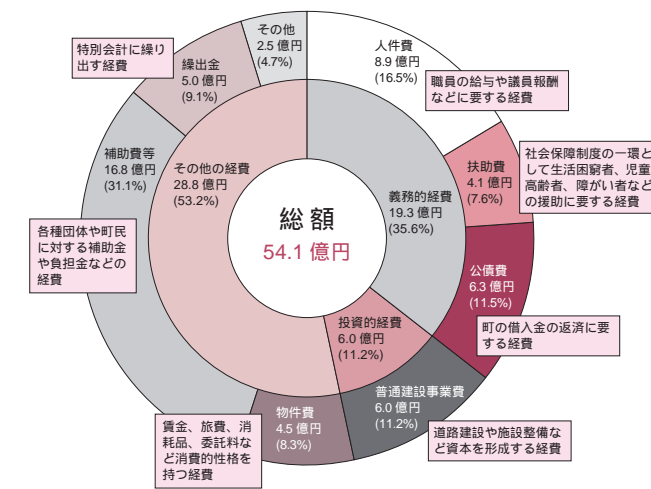 総 額
54.1 億円
義務的経費
19.3 億円
(35.6%)
投資的経費
6.0 億円
(11.2%)
その他の経費
28.8 億円
(53.2%)
人件費
8.9 億円
(16.5%)
職員の給与や議員報酬
などに要する経費
扶助費
4.1 億円
(7.6%)
社会保障制度の一環と
して生活困窮者、児童
高齢者、障がい者など
の援助に要する経費
公債費
6.3 億円
(11.5%)
町の借入金の返済に要
する経費
普通建設事業費
6.0 億円
(11.2%)
道路建設や施設整備な
ど資本を形成する経費
物件費
4.5 億円
(8.3%)
賃金、旅費、消
耗品、委託料な
ど消費的性格を
持つ経費
補助費等
16.8 億円
(31.1%)
各種団体や町民
に対する補助金
や負担金などの
経費
繰出金
5.0 億円
(9.1%)
特別会計に繰り
出す経費
その他
2.5 億円
(4.7%)